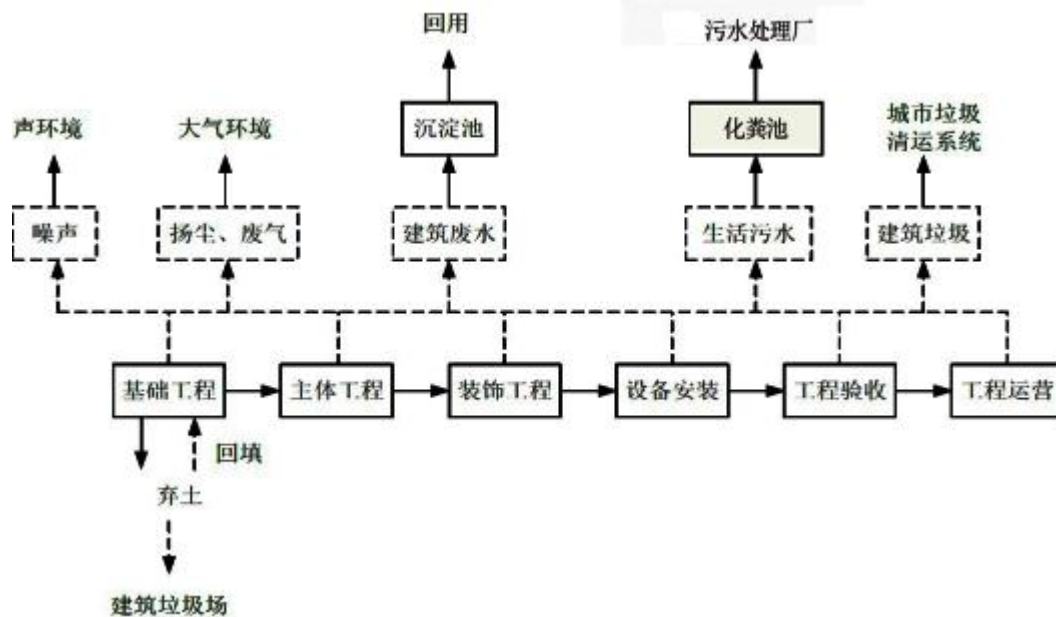 回用
污水处理厂
声环境
大气环境
沉淀池
化粪池
城市垃圾
清运系统
噪声
扬尘、废气
建筑废水
生活污水
建筑垃圾
基础工程
主体工程
装饰工程
设备安装
工程验收
工程运营
回填
弃土
建筑垃圾场